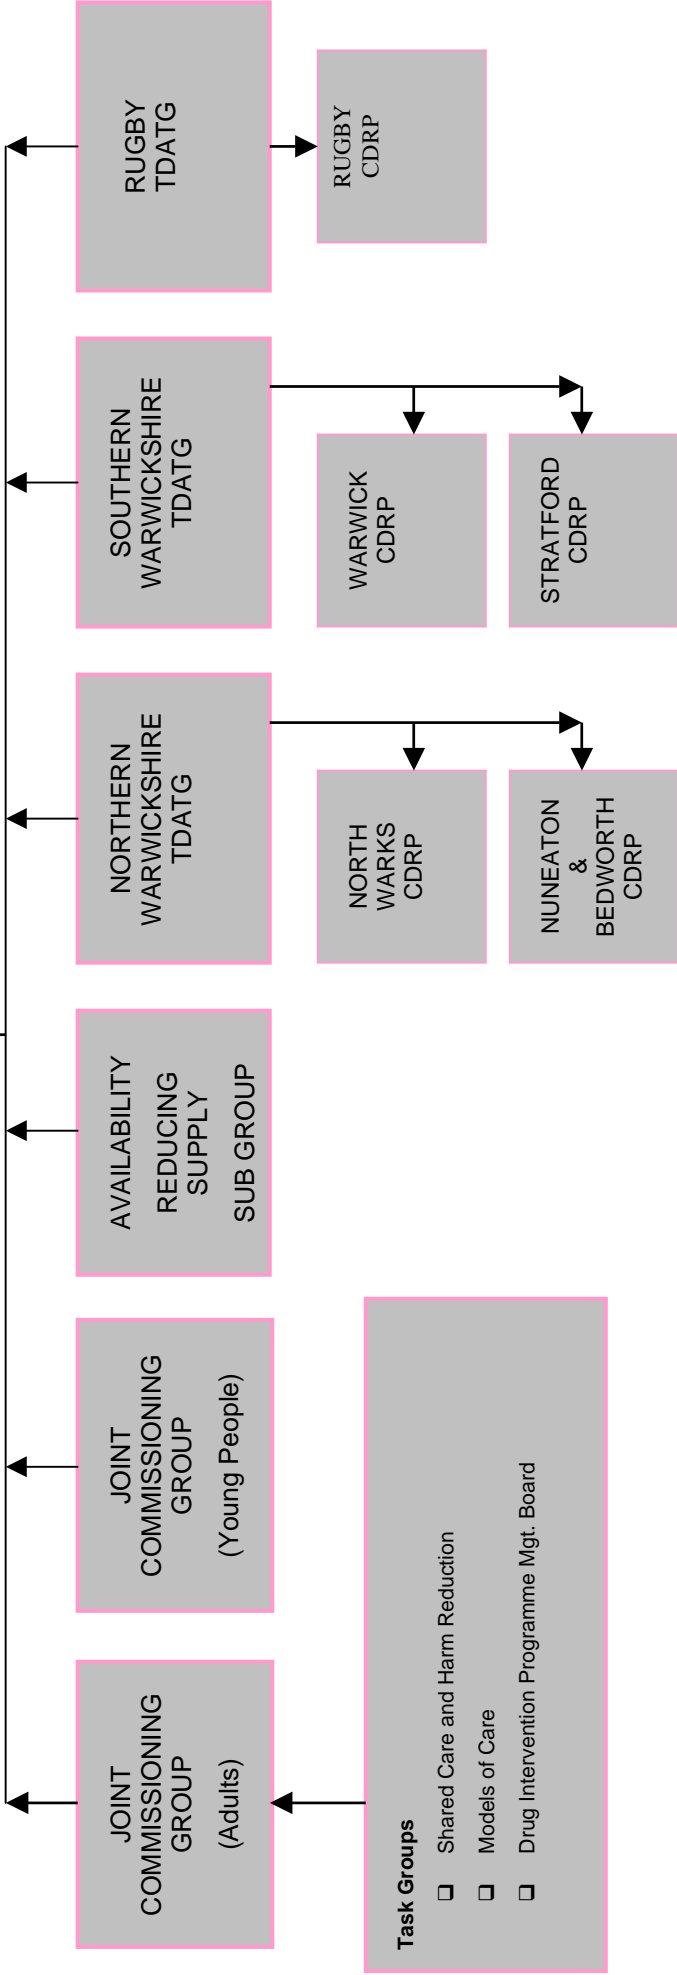 JOINT
COMMISSIONING
GROUP
(Adults)
JOINT
COMMISSIONING
GROUP
(Young People)
AVAILABILITY
REDUCING
SUPPLY
SUB GROUP
NORTHERN
WARWICKSHIRE
TDATG
SOUTHERN
WARWICKSHIRE
TDATG
RUGBY
TDATG
Task Groups
❑ Shared Care and Harm Reduction
❑ Models of Care
❑ Drug Intervention Programme Mgt. Board
NORTH
WARKS
CDRP
WARWICK
CDRP
RUGBY
CDRP
NUNEATON
&
BEDWORTH
CDRP
STRATFORD
CDRP